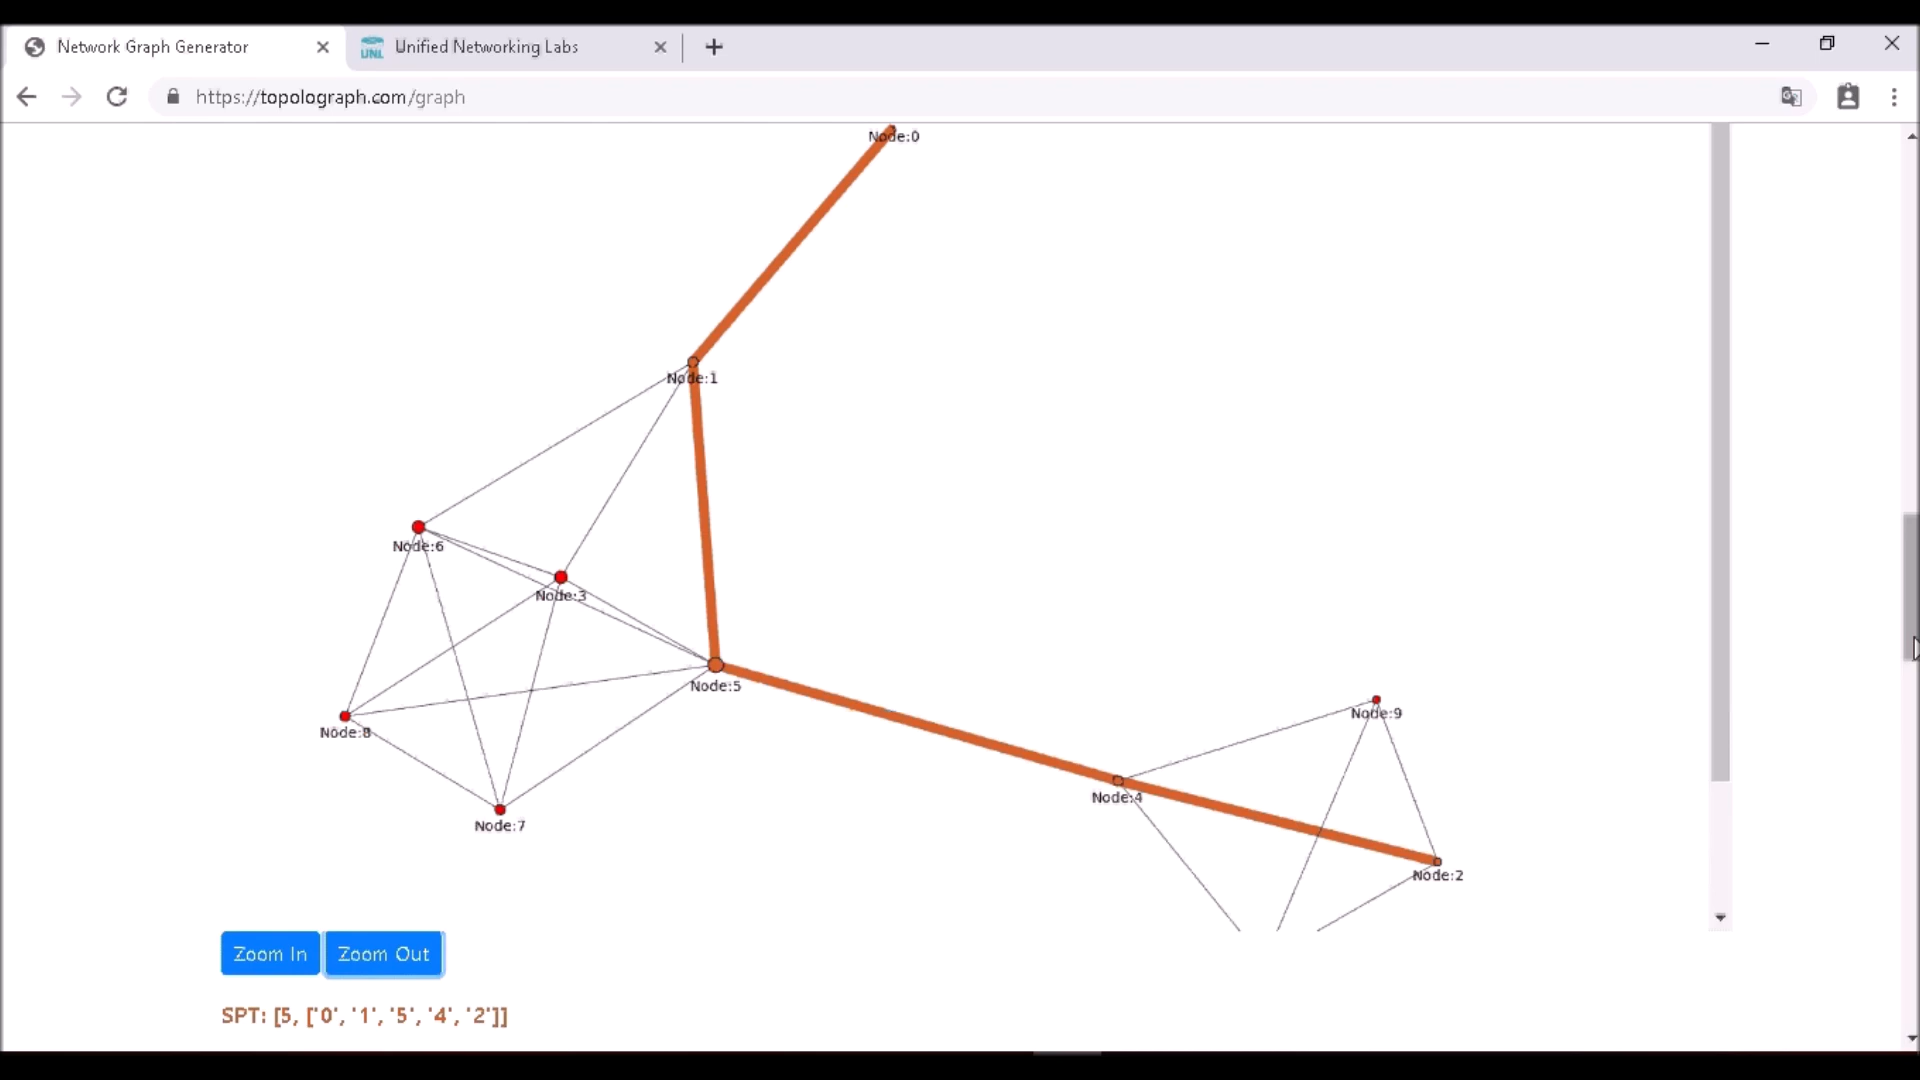 Network Graph Generator
UNL
Unified Networking Labs
https://topolograph.com/graph
Node:0
Node:1
Node:6
Node:3
Node:5
Node:9
Node:8
Node:4
Node:7
Node:2
Zoom In
Zoom Out
SPT: [5, ['0', '1', '5', '4', '2']]